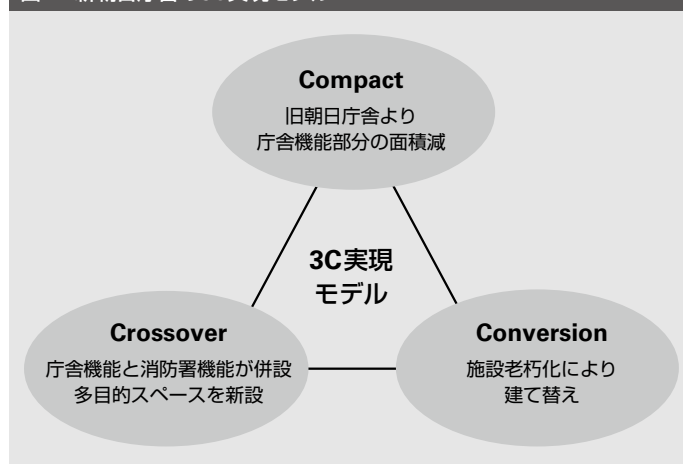 Compact
旧朝日庁舎より
庁舎機能部分の面積減
3C実現
モデル
Crossover
庁舎機能と消防署機能が併設
多目的スペースを新設
Conversion
施設老朽化により
建て替え